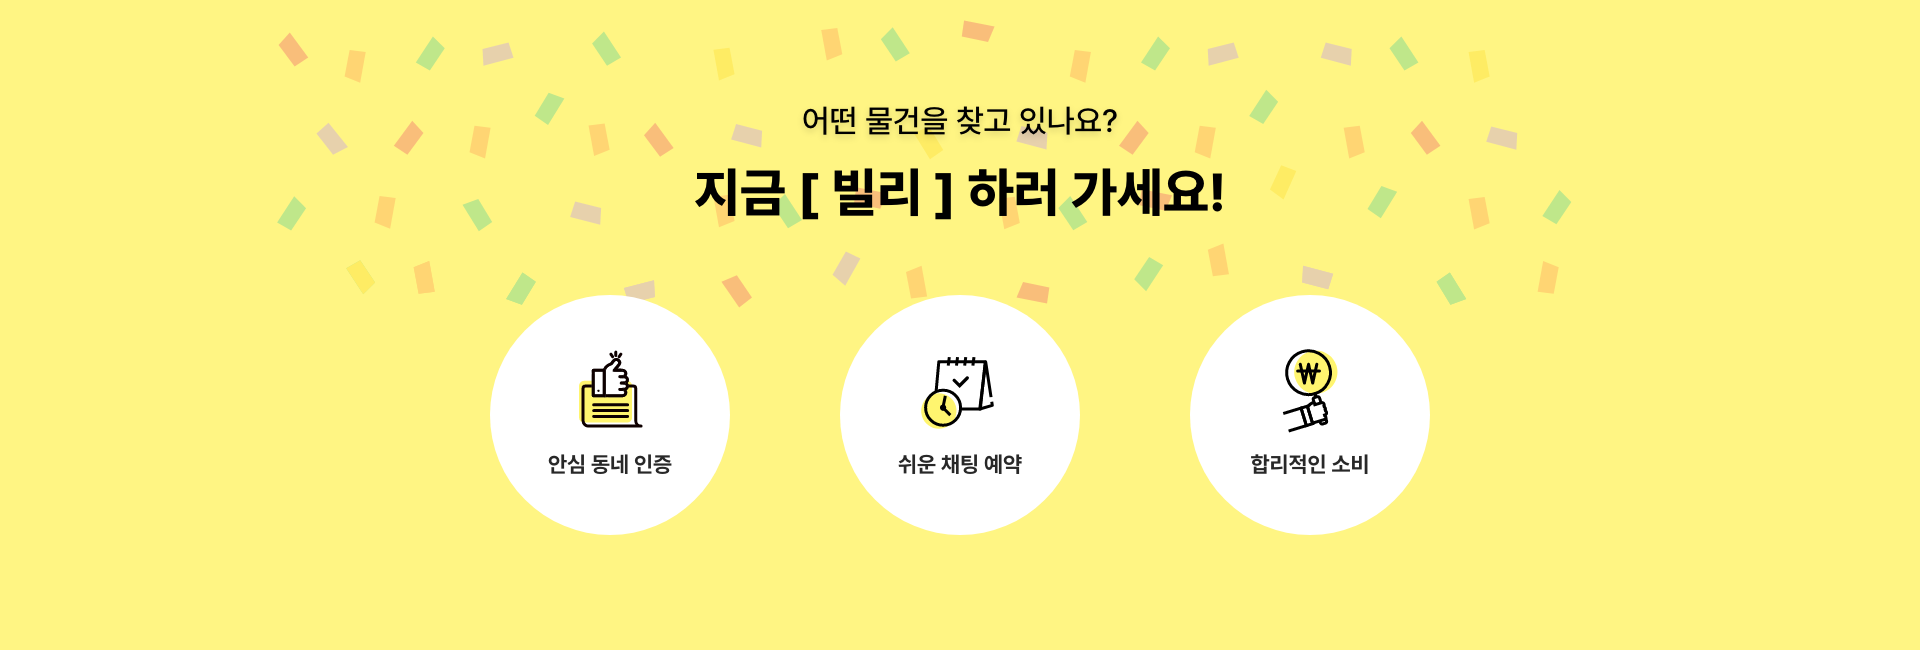 어떤 물건을 찾고 있나요?
지금 [ 빌리 ] 하러 가세요!
₩
안심 동네 인증
쉬운 채팅 예약
합리적인 소비